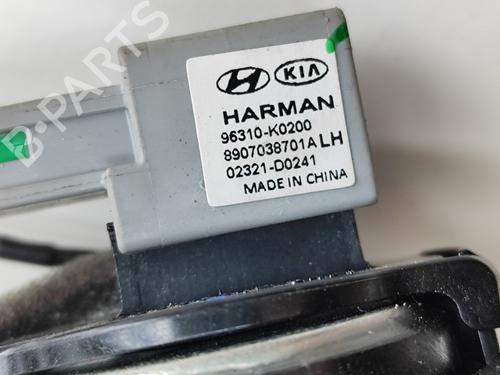 KIA
HARMAN
96310-K0200
8907038701A LH
02321-D0241
MADE IN CHINA
B-PARTS